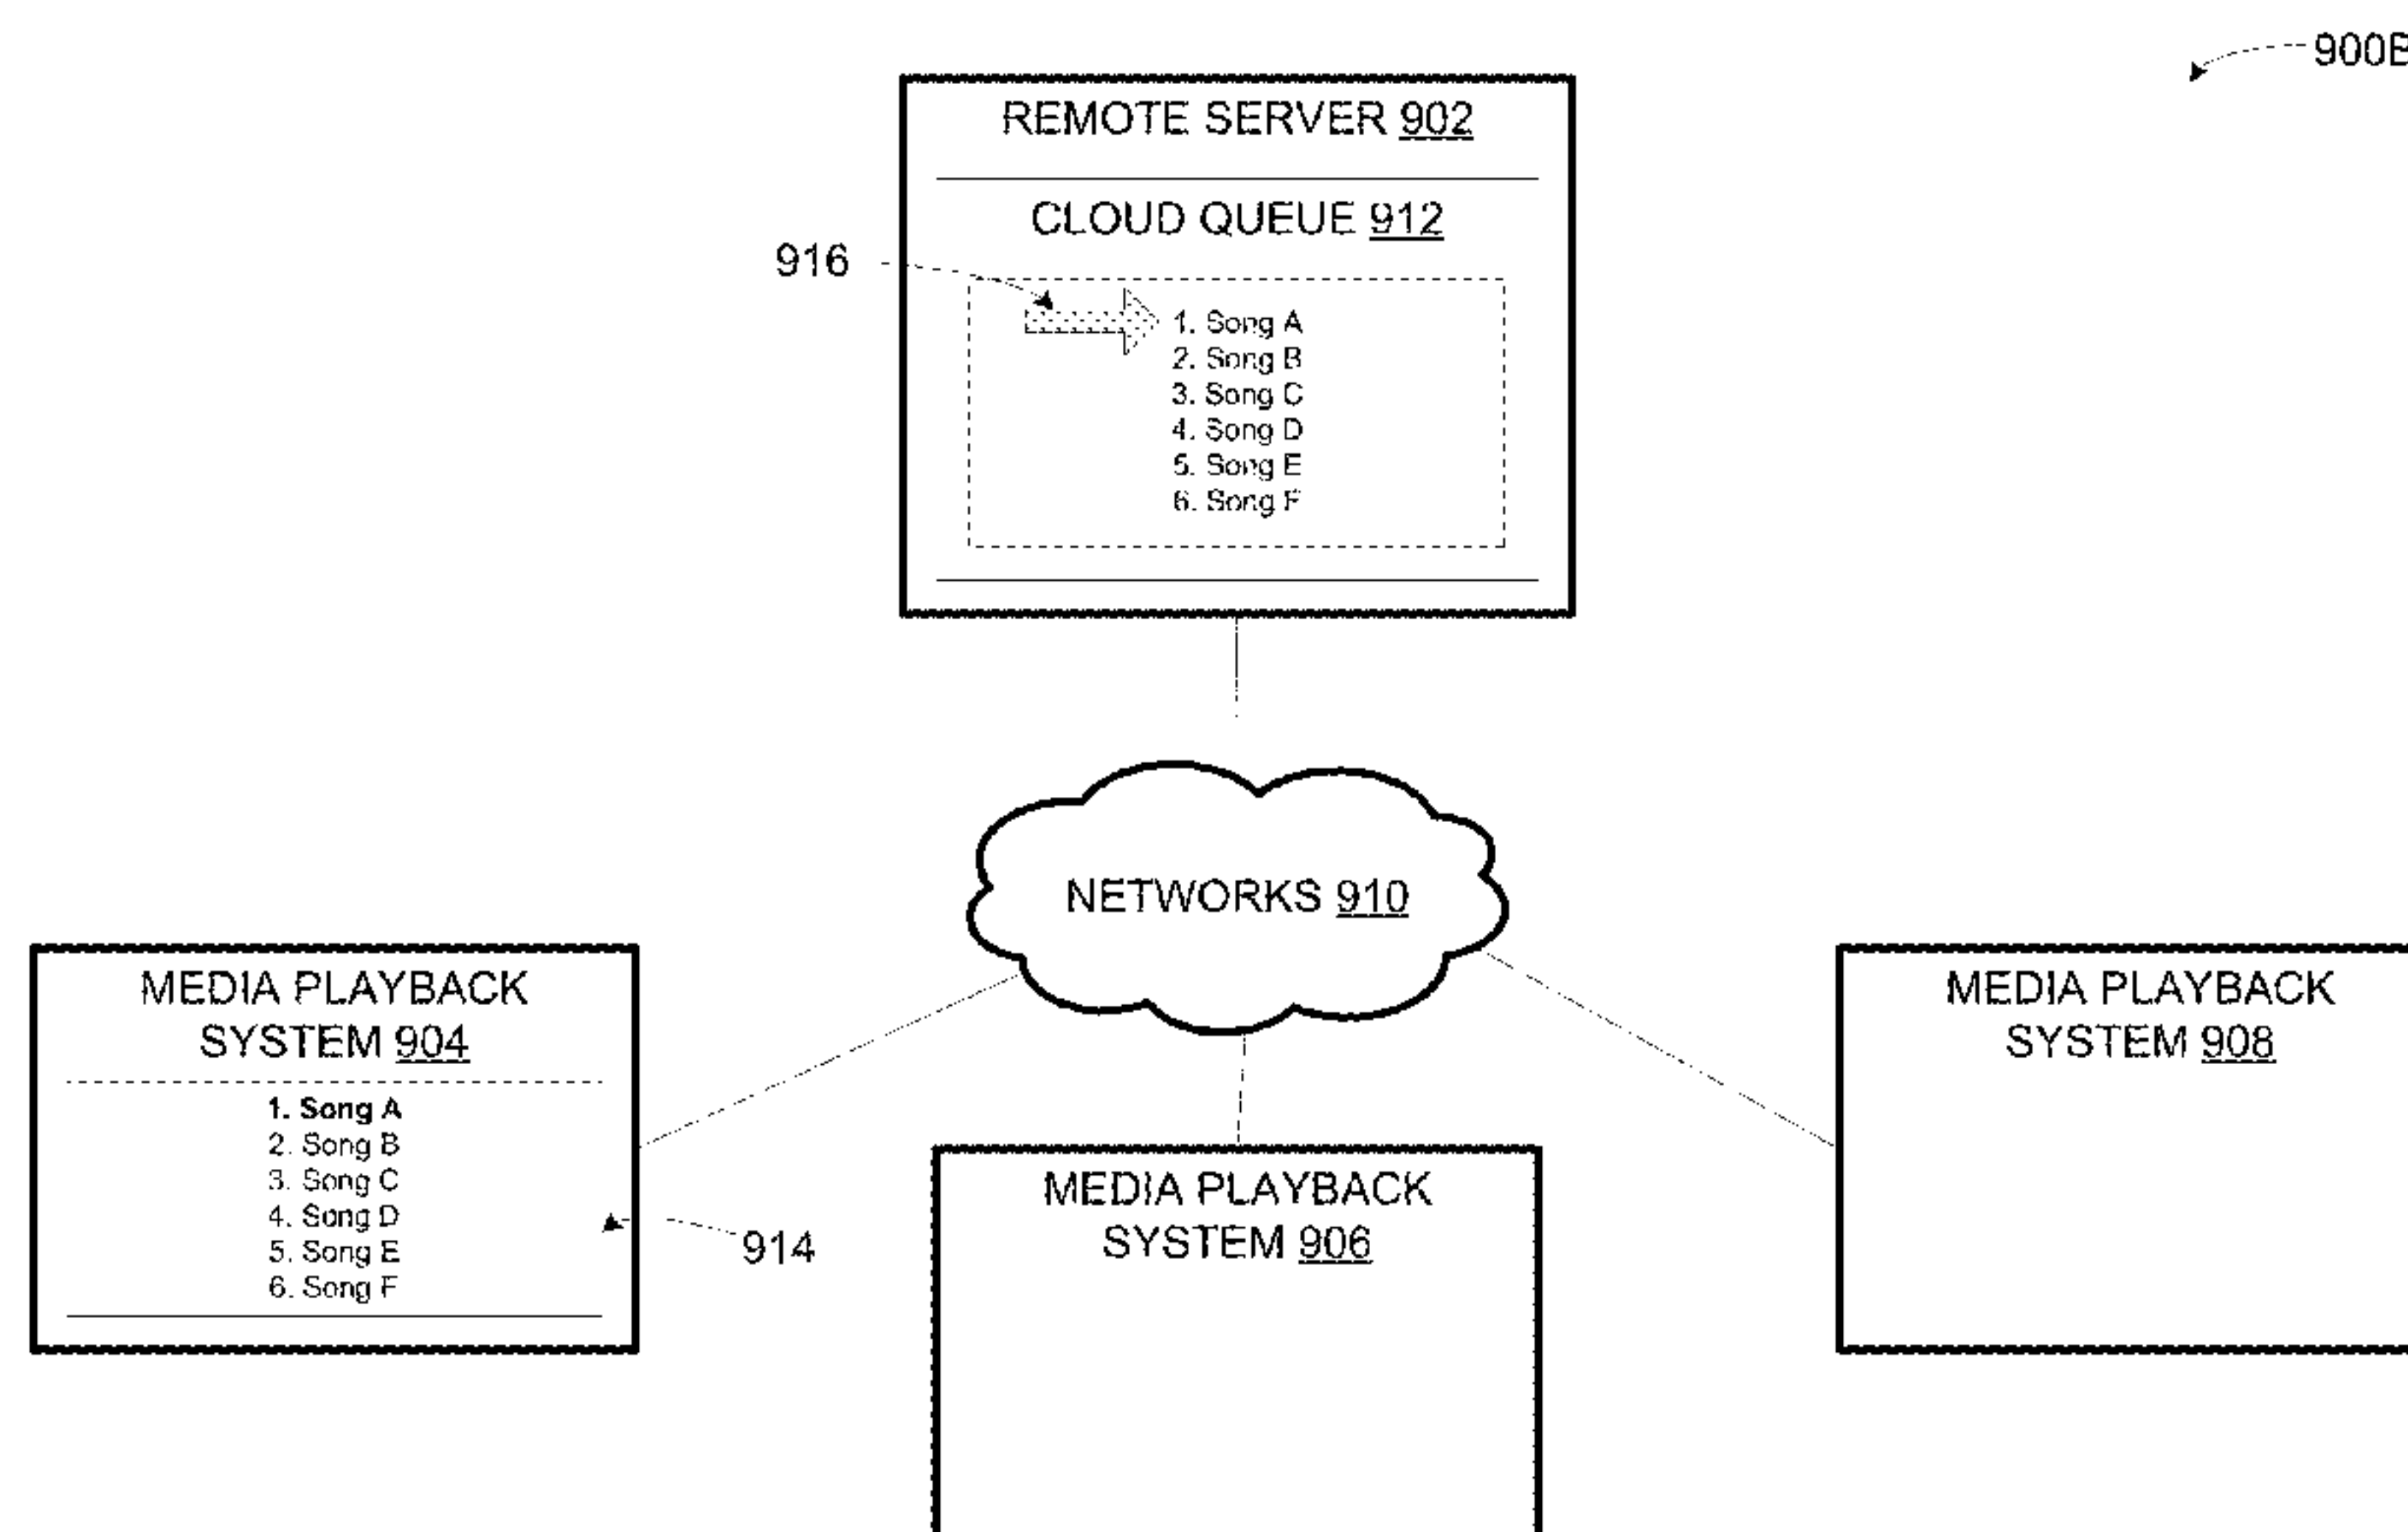 900B
REMOTE SERVER 902
CLOUD QUEUE 912
916
1. Song A
2. Song B
3. Song C
4. Song D
5. Song E
6. Song F
NETWORKS 910
MEDIA PLAYBACK
SYSTEM 904
1. Song A
2. Song B
3. Song C
4. Song D
5. Song E
6. Song F
914
MEDIA PLAYBACK
SYSTEM 906
MEDIA PLAYBACK
SYSTEM 908